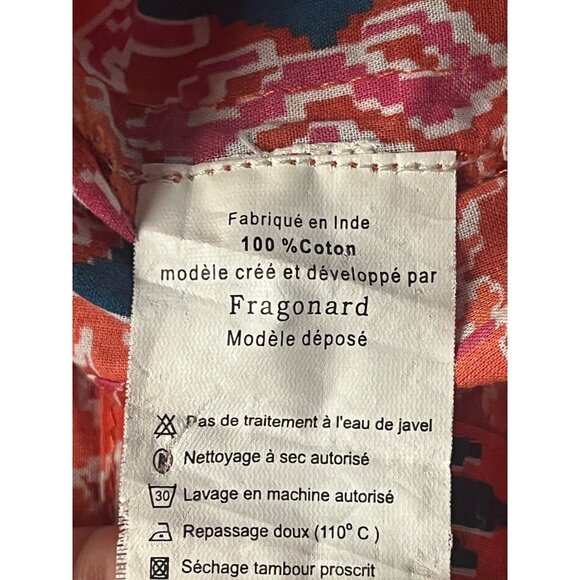 Fabriqué en Inde
100 %Coton
modèle créé et développé par
Fragonard
Modèle déposé
Pas de traitement à l'eau de javel
Nettoyage à sec autorisé
30 Lavage en machine autorisé
Repassage doux (110° C )
Séchage tambour proscrit